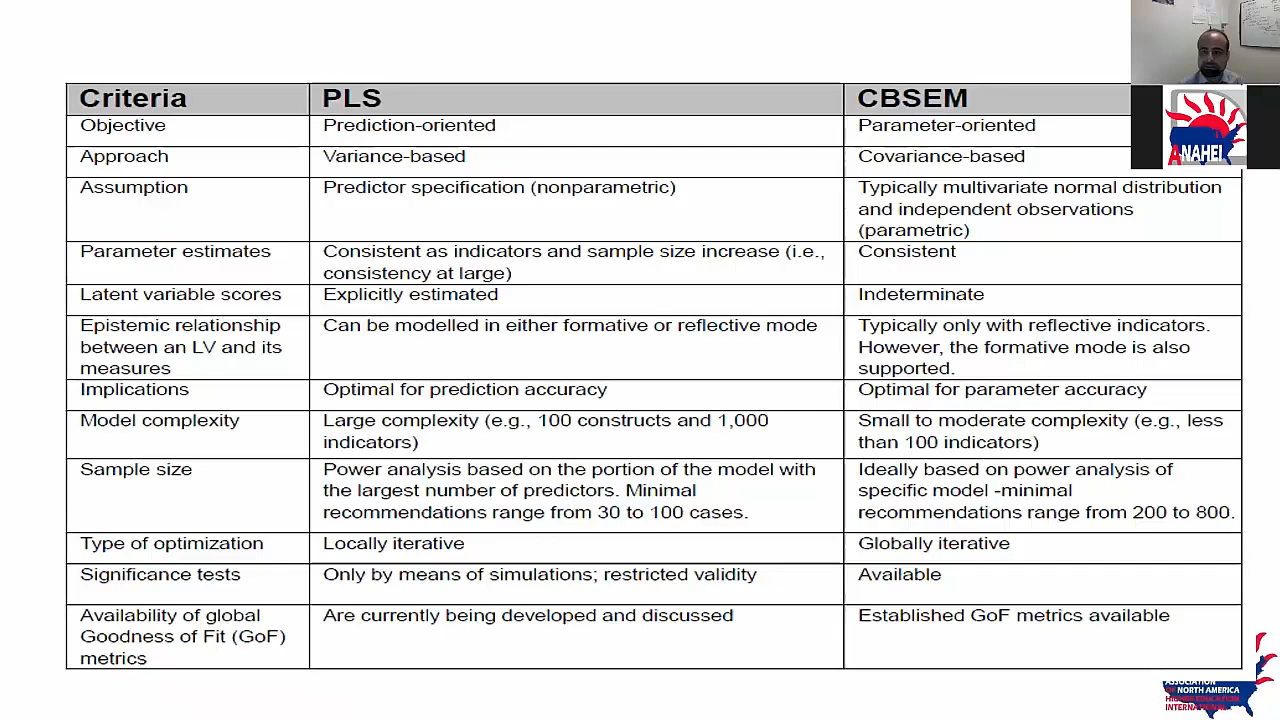 Criteria PLS CBSEM
Objective Prediction-oriented Parameter-oriented
Approach Variance-based Covariance-based
Assumption Predictor specification (nonparametric) Typically multivariate normal distribution
and independent observations
(parametric)
Parameter estimates Consistent as indicators and sample size increase (i.e., Consistent
consistency at large)
Latent variable scores Explicitly estimated Indeterminate
Epistemic relationship Can be modelled in either formative or reflective mode Typically only with reflective indicators.
between an LV and its However, the formative mode is also
measures supported.
Implications Optimal for prediction accuracy Optimal for parameter accuracy
Model complexity Large complexity (e.g., 100 constructs and 1,000 Small to moderate complexity (e.g., less
indicators) than 100 indicators)
Sample size Power analysis based on the portion of the model with Ideally based on power analysis of
the largest number of predictors. Minimal specific model -minimal
recommendations range from 30 to 100 cases. recommendations range from 200 to 800.
Type of optimization Locally iterative Globally iterative
Significance tests Only by means of simulations; restricted validity Available
Availability of global Are currently being developed and discussed Established GoF metrics available
Goodness of Fit (GoF)
metrics
ANAHEI
ASSOCIATION
OF NORTH AMERICA
HIGHER EDUCATION
INTERNATIONAL